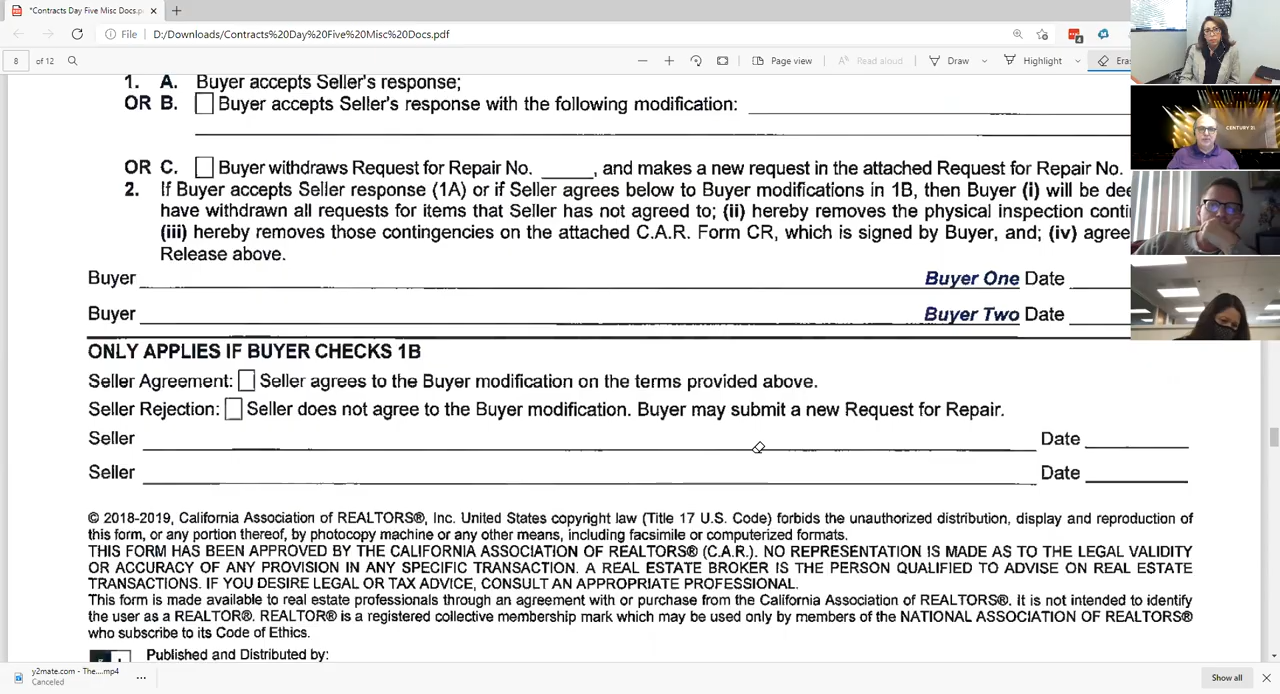 *Contracts Day Five Misc Docs.p
File D:/Downloads/Contracts%20Day%20Five%20Misc%20Docs.pdf
8 of 12 Page view Read aloud Draw Highlight Eras
1. A. Buyer accepts Seller's response;
OR B. Buyer accepts Seller's response with the following modification:
OR C. Buyer withdraws Request for Repair No. , and makes a new request in the attached Request for Repair No.
2. If Buyer accepts Seller response (1A) or if Seller agrees below to Buyer modifications in 1B, then Buyer (i) will be dee
have withdrawn all requests for items that Seller has not agreed to; (ii) hereby removes the physical inspection conti
(iii) hereby removes those contingencies on the attached C.A.R. Form CR, which is signed by Buyer, and; (iv) agree
Release above.
Buyer Buyer One Date
Buyer Buyer Two Date
ONLY APPLIES IF BUYER CHECKS 1B
Seller Agreement: Seller agrees to the Buyer modification on the terms provided above.
Seller Rejection: Seller does not agree to the Buyer modification. Buyer may submit a new Request for Repair.
Seller Date
Seller Date
© 2018-2019, California Association of REALTORS®, Inc. United States copyright law (Title 17 U.S. Code) forbids the unauthorized distribution, display and reproduction of
this form, or any portion thereof, by photocopy machine or any other means, including facsimile or computerized formats.
THIS FORM HAS BEEN APPROVED BY THE CALIFORNIA ASSOCIATION OF REALTORS® (C.A.R.). NO REPRESENTATION IS MADE AS TO THE LEGAL VALIDITY
OR ACCURACY OF ANY PROVISION IN ANY SPECIFIC TRANSACTION. A REAL ESTATE BROKER IS THE PERSON QUALIFIED TO ADVISE ON REAL ESTATE
TRANSACTIONS. IF YOU DESIRE LEGAL OR TAX ADVICE, CONSULT AN APPROPRIATE PROFESSIONAL.
This form is made available to real estate professionals through an agreement with or purchase from the California Association of REALTORS®. It is not intended to identify
the user as a REALTOR®. REALTOR® is a registered collective membership mark which may be used only by members of the NATIONAL ASSOCIATION OF REALTORS®
who subscribe to its Code of Ethics.
Published and Distributed by:
CENTURY 21
y2mate.com - The....mp4
Canceled
Show all